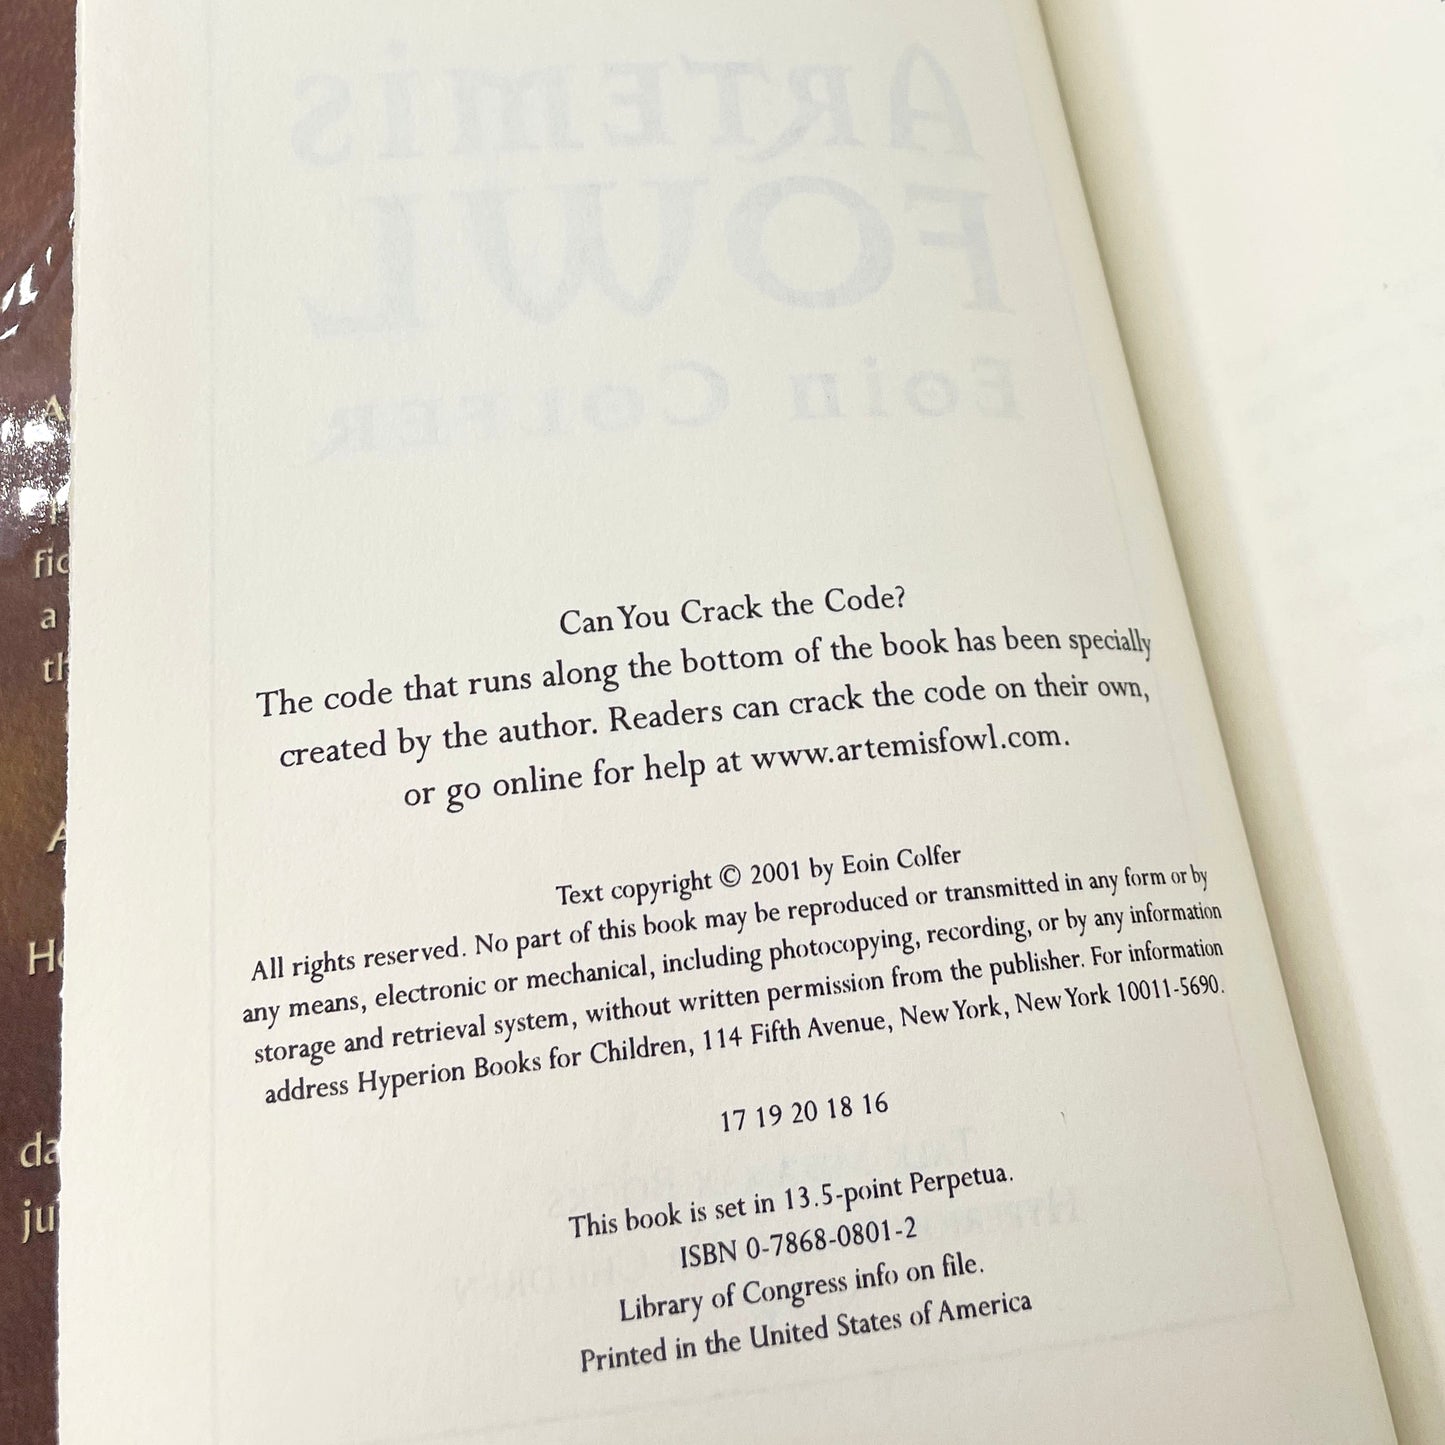 ARTEMIS
FOWL
EOIN COLFER
Can You Crack the Code?
The code that runs along the bottom of the book has been specially
created by the author. Readers can crack the code on their own,
or go online for help at www.artemisfowl.com.
Text copyright © 2001 by Eoin Colfer
All rights reserved. No part of this book may be reproduced or transmitted in any form or by
any means, electronic or mechanical, including photocopying, recording, or by any information
storage and retrieval system, without written permission from the publisher. For information
address Hyperion Books for Children, 114 Fifth Avenue, New York, New York 10011-5690.
17 19 20 18 16
This book is set in 13.5-point Perpetua.
ISBN 0-7868-0801-2
Library of Congress info on file.
Printed in the United States of America
a